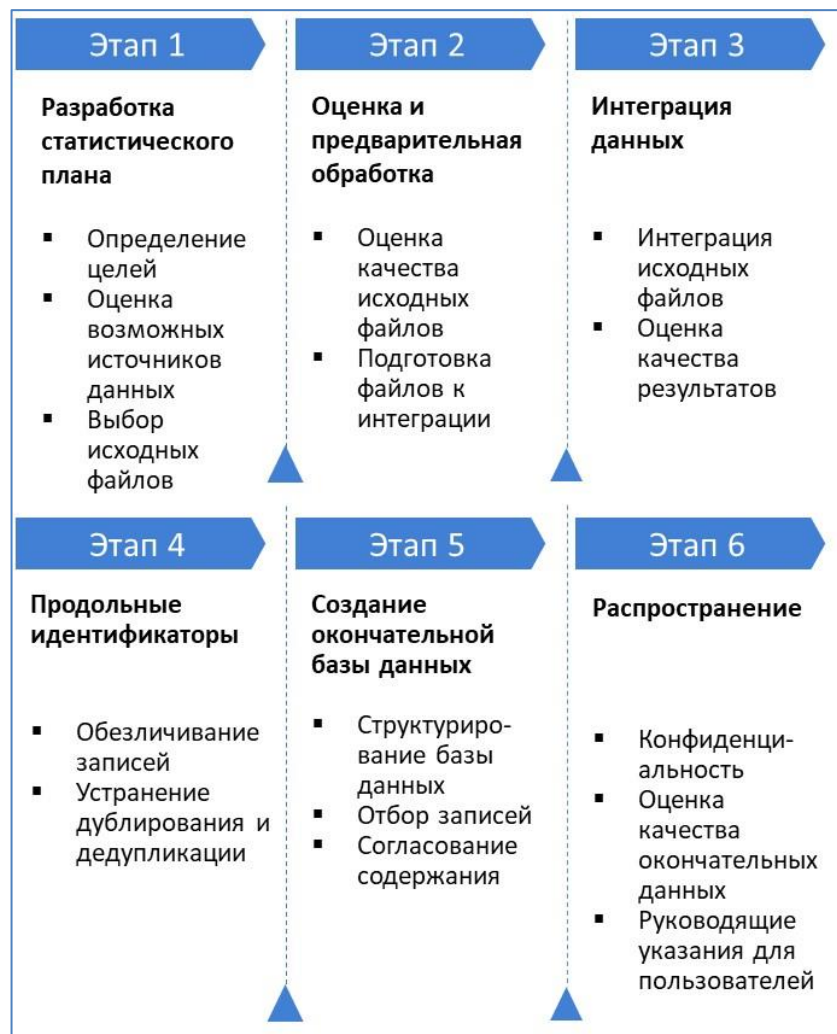 Этап 1
Разработка
статистического
плана
▪ Определение
целей
▪ Оценка
возможных
источников
данных
▪ Выбор
исходных
файлов
Этап 2
Оценка и
предварительная
обработка
▪ Оценка
качества
исходных
файлов
▪ Подготовка
файлов к
интеграции
Этап 3
Интеграция
данных
▪ Интеграция
исходных
файлов
▪ Оценка
качества
результатов
Этап 4
Продольные
идентификаторы
▪ Обезличивание
записей
▪ Устранение
дублирования и
дедупликации
Этап 5
Создание
окончательной
базы данных
▪ Структуриро-
вание базы
данных
▪ Отбор записей
▪ Согласование
содержания
Этап 6
Распространение
▪ Конфиденци-
альность
▪ Оценка
качества
окончательных
данных
▪ Руководящие
указания для
пользователей